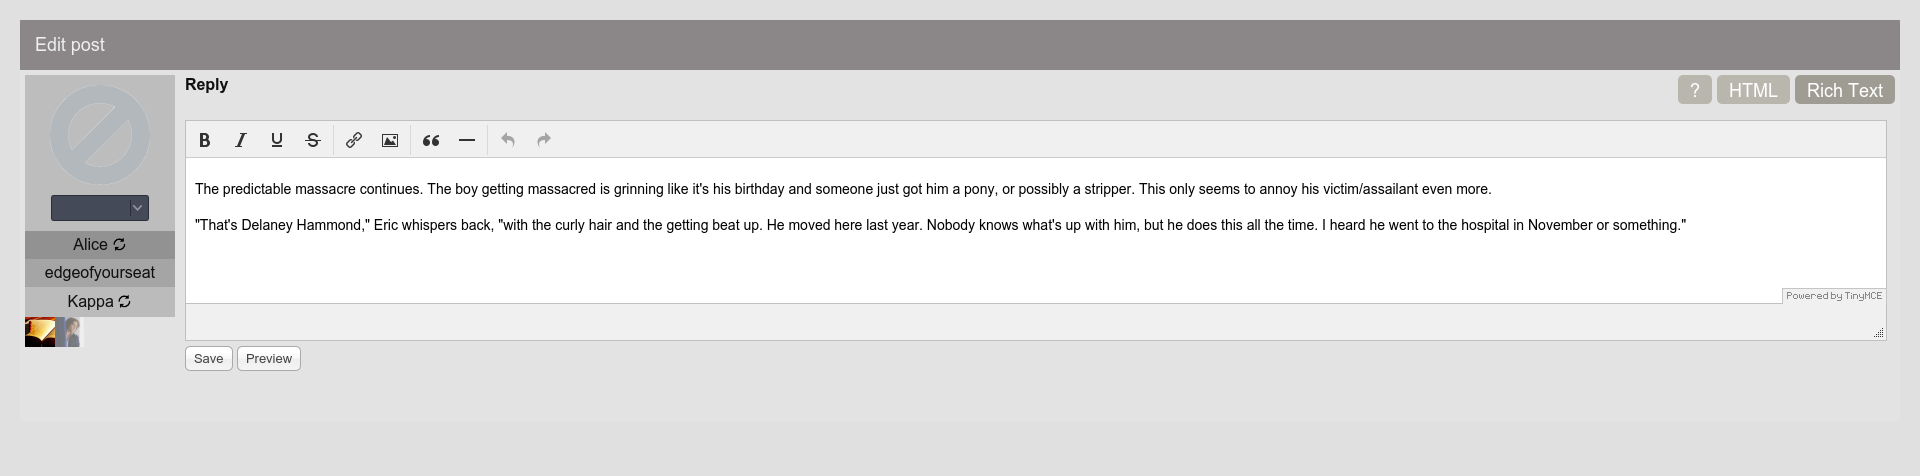 Edit post
Reply
? HTML Rich Text
The predictable massacre continues. The boy getting massacred is grinning like it's his birthday and someone just got him a pony, or possibly a stripper. This only seems to annoy his victim/assailant even more.
"That's Delaney Hammond," Eric whispers back, "with the curly hair and the getting beat up. He moved here last year. Nobody knows what's up with him, but he does this all the time. I heard he went to the hospital in November or something."
Alice
edgeofyourseat
Kappa
Powered by TinyMCE
Save Preview